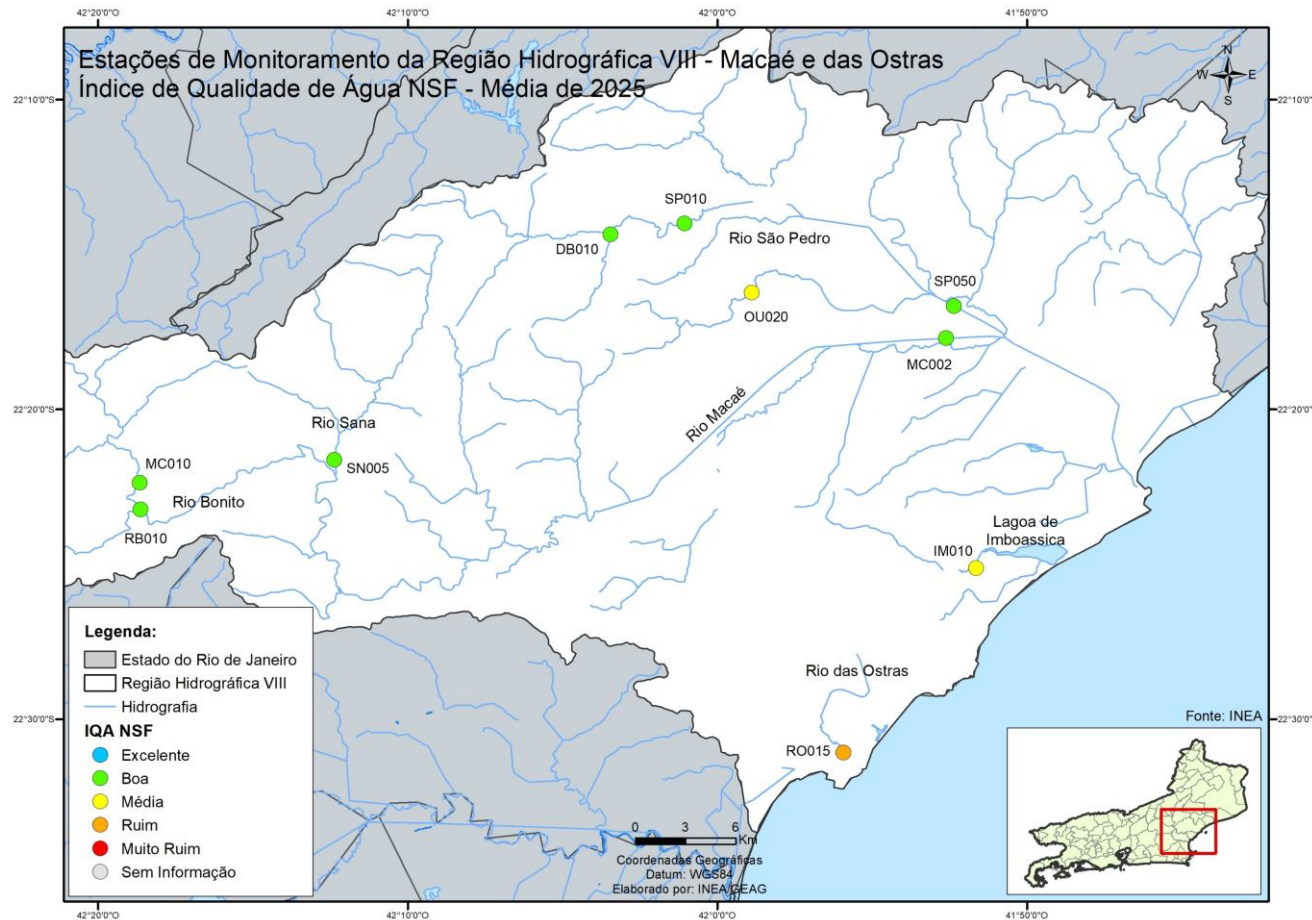 42°20'0"O
42°10'0"O
42°0'0"O
41°50'0"O
Estações de Monitoramento da Região Hidrográfica VIII - Macaé e das Ostras
Índice de Qualidade de Água NSF - Média de 2025
N
W
E
S
22°10'0"S
22°10'0"S
SP010
DB010
Rio São Pedro
SP050
OU020
MC002
22°20'0"S
22°20'0"S
Rio Macaé
Rio Sana
SN005
MC010
Rio Bonito
RB010
Lagoa de
Imboassica
IM010
Rio das Ostras
RO015
22°30'0"S
22°30'0"S
Legenda:
Estado do Rio de Janeiro
Região Hidrográfica VIII
Hidrografia
IQA NSF
Excelente
Boa
Média
Ruim
Muito Ruim
Sem Informação
Fonte: INEA
0 3 6
Km
Coordenadas Geográficas
Datum: WGS84
Elaborado por: INEA/GEAG
42°20'0"O
42°10'0"O
42°0'0"O
41°50'0"O